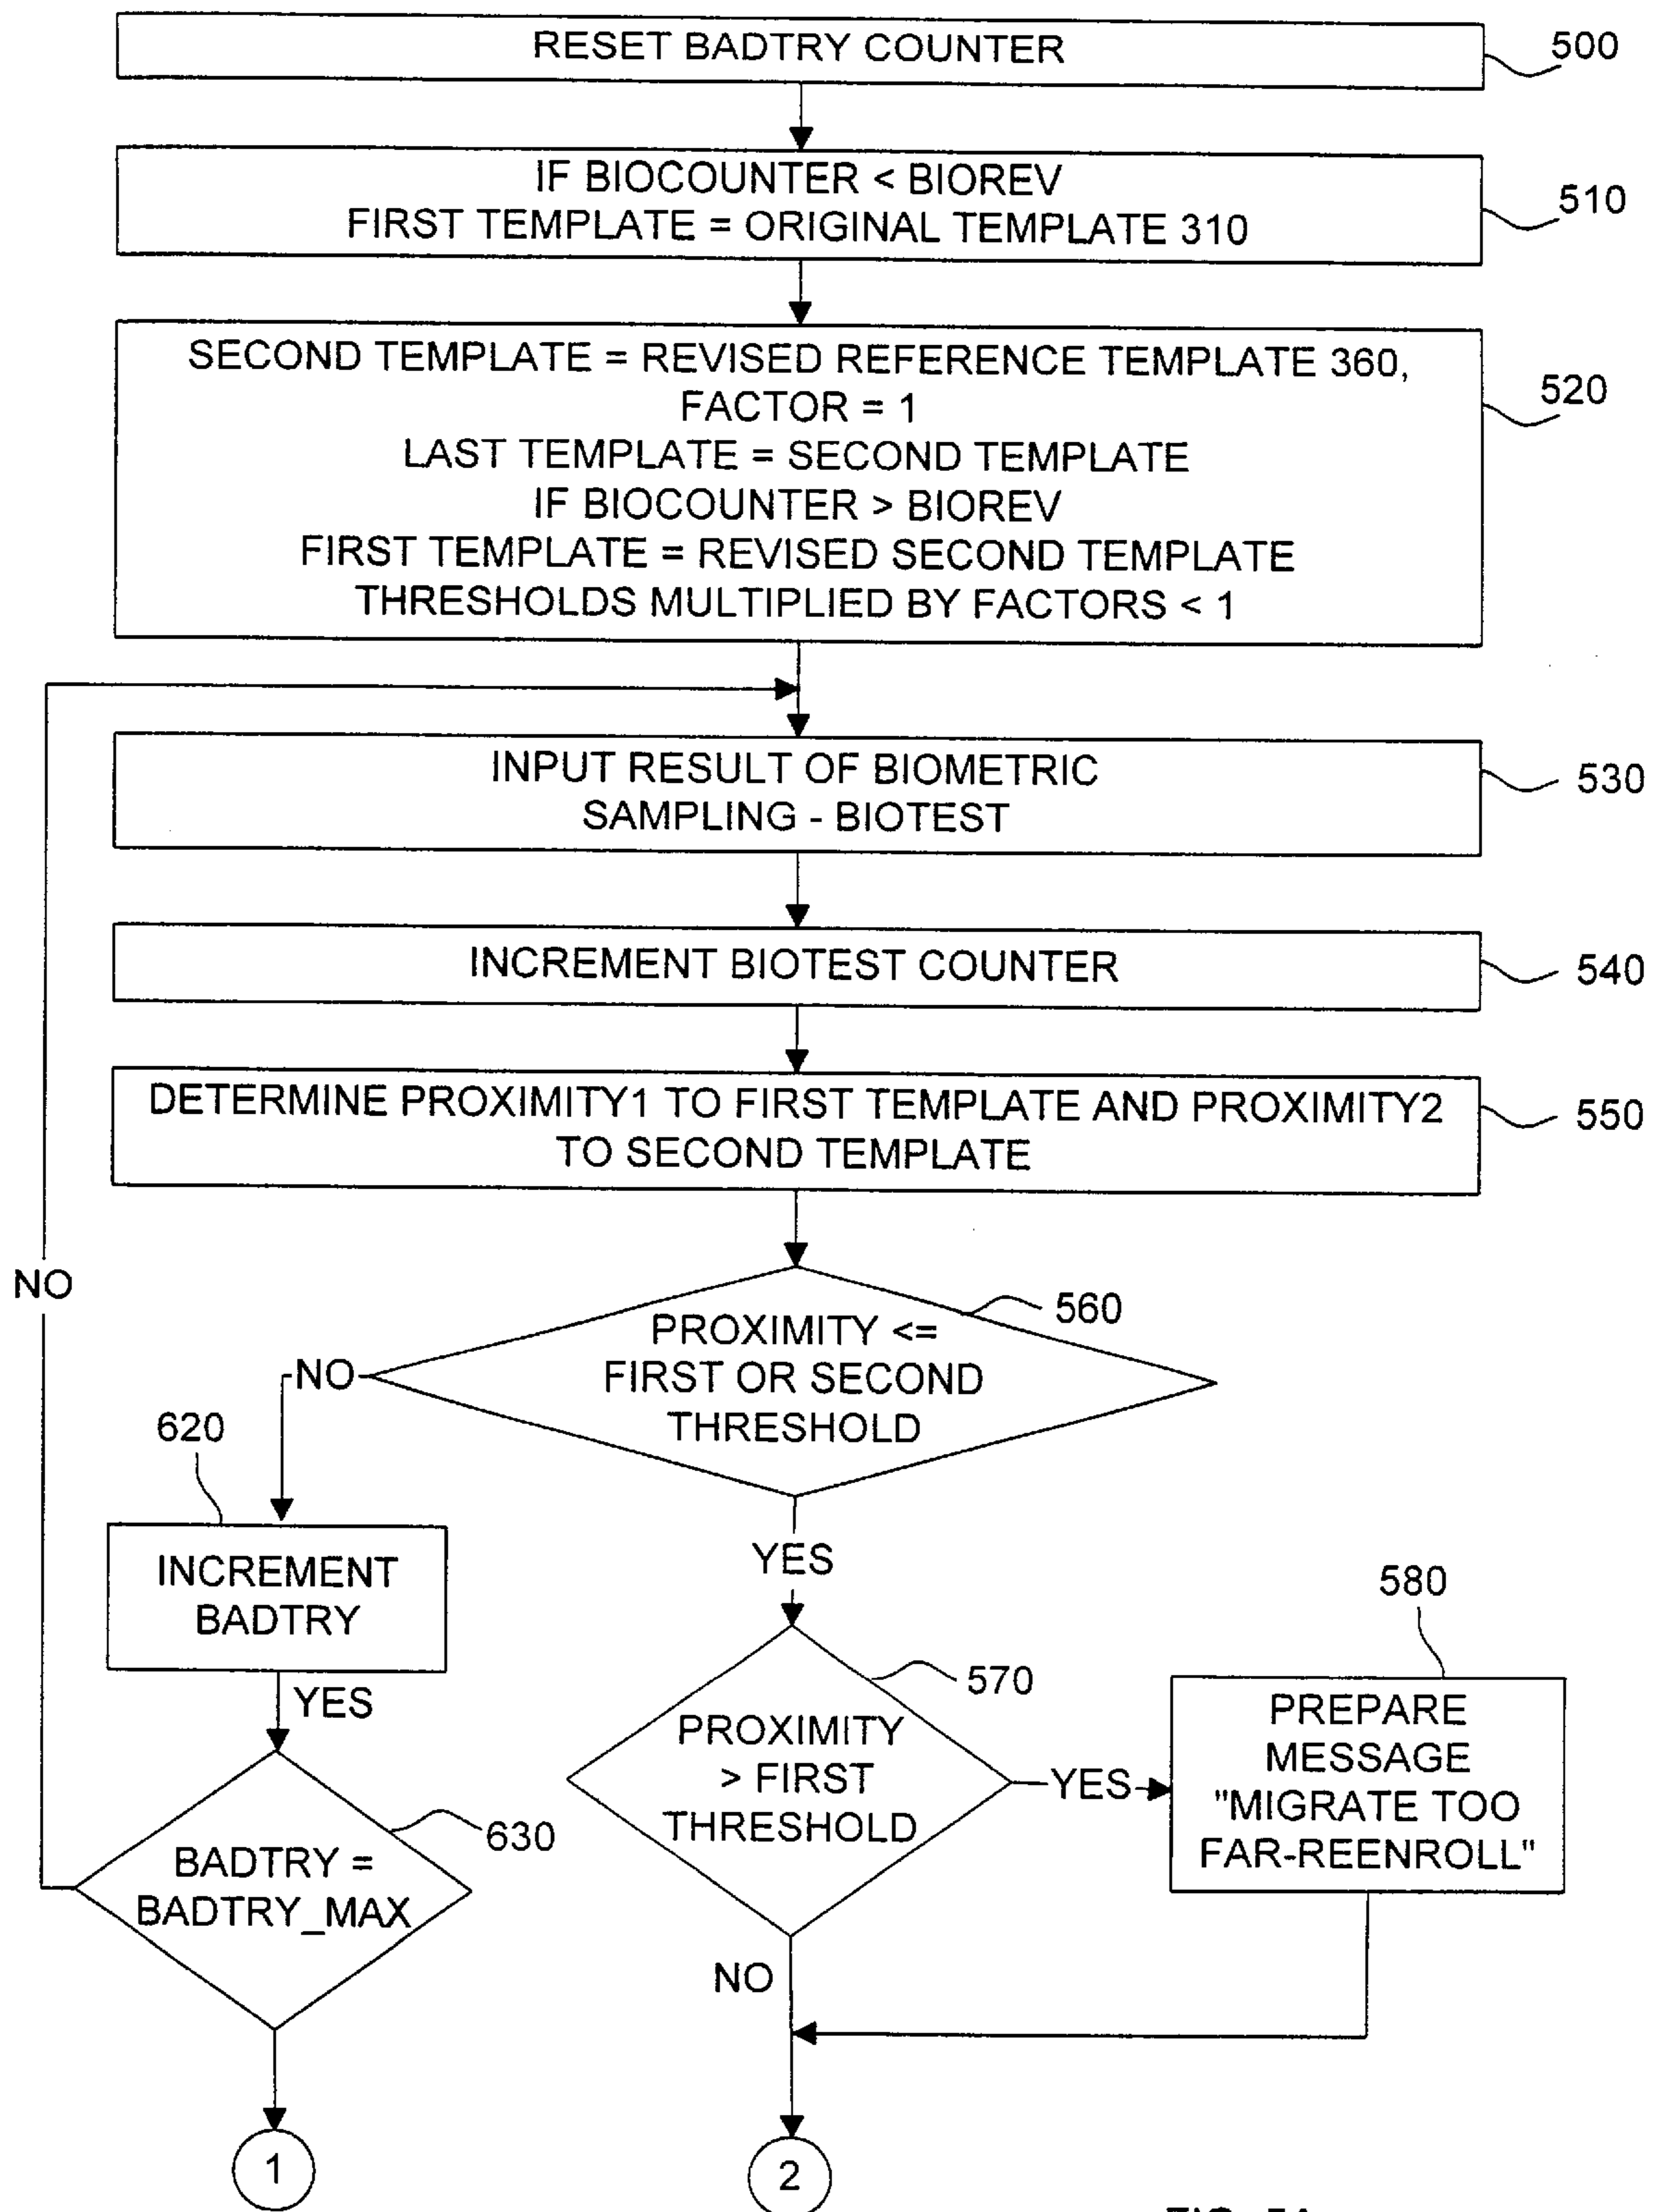 RESET BADTRY COUNTER
500
IF BIOCOUNTER < BIOREV
FIRST TEMPLATE = ORIGINAL TEMPLATE 310
510
SECOND TEMPLATE = REVISED REFERENCE TEMPLATE 360,
FACTOR = 1
LAST TEMPLATE = SECOND TEMPLATE
IF BIOCOUNTER > BIOREV
FIRST TEMPLATE = REVISED SECOND TEMPLATE
THRESHOLDS MULTIPLIED BY FACTORS < 1
520
INPUT RESULT OF BIOMETRIC
SAMPLING - BIOTEST
530
INCREMENT BIOTEST COUNTER
540
DETERMINE PROXIMITY1 TO FIRST TEMPLATE AND PROXIMITY2
TO SECOND TEMPLATE
550
NO
PROXIMITY <=
FIRST OR SECOND
THRESHOLD
560
NO
620
INCREMENT
BADTRY
YES
YES
PROXIMITY
> FIRST
THRESHOLD
570
YES
580
PREPARE
MESSAGE
"MIGRATE TOO
FAR-REENROLL"
BADTRY =
BADTRY_MAX
630
NO
1
2